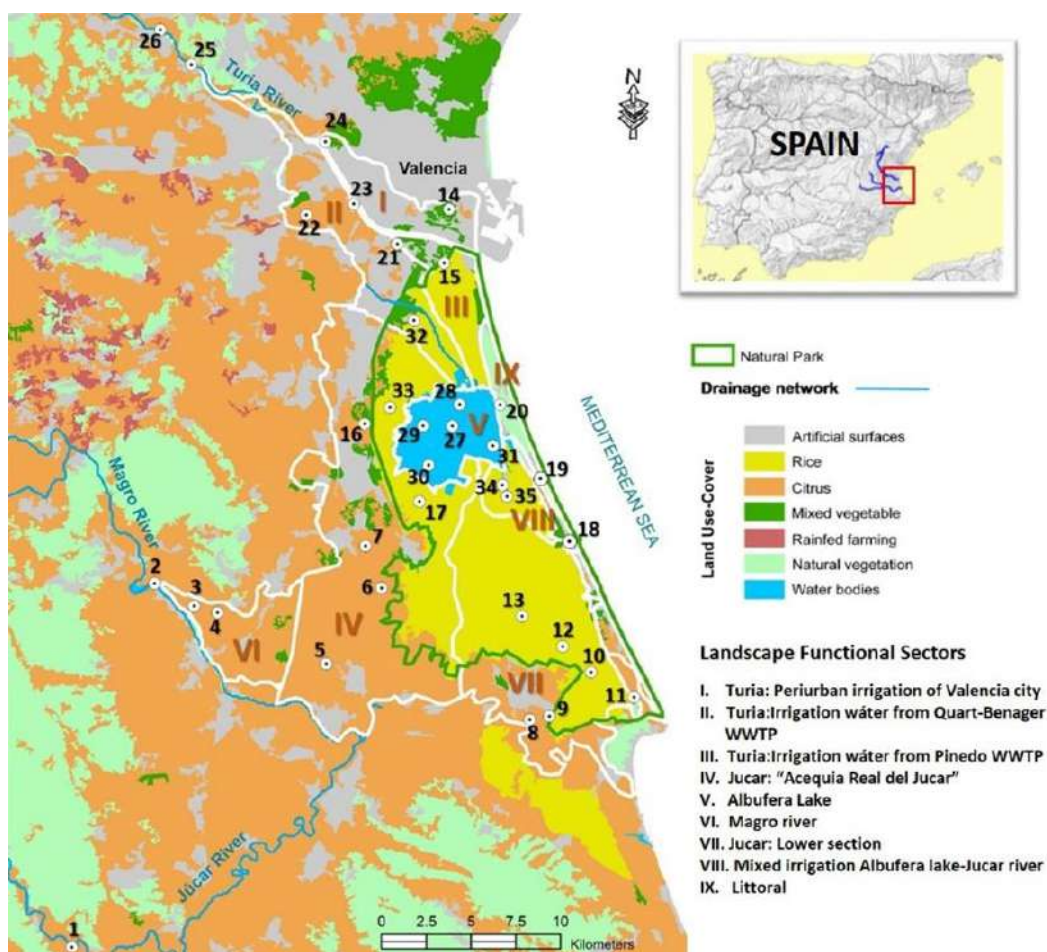 26
25
Turia River
24
Valencia
23
I
14
II
22
21
15
III
32
IX
33
28
20
16
29
27
V
31
30
19
34
35
17
VIII
18
MEDITERREAN SEA
Magro River
7
2
3
6
4
IV
13
VI
5
12
10
VII
11
9
8
Júcar River
1
0 2.5 5 10
Kilometers
N
SPAIN
Natural Park
Drainage network
Land Use-Cover
Artificial surfaces
Rice
Citrus
Mixed vegetable
Rainfed farming
Natural vegetation
Water bodies
Landscape Functional Sectors
I. Turia: Periurban irrigation of Valencia city
II. Turia:Irrigation wáter from Quart-Benager
WWTP
III. Turia:Irrigation wáter from Pinedo WWTP
IV. Jucar: “Acequia Real del Jucar”
V. Albufera Lake
VI. Magro river
VII. Jucar: Lower section
VIII. Mixed irrigation Albufera lake-Jucar river
IX. Littoral